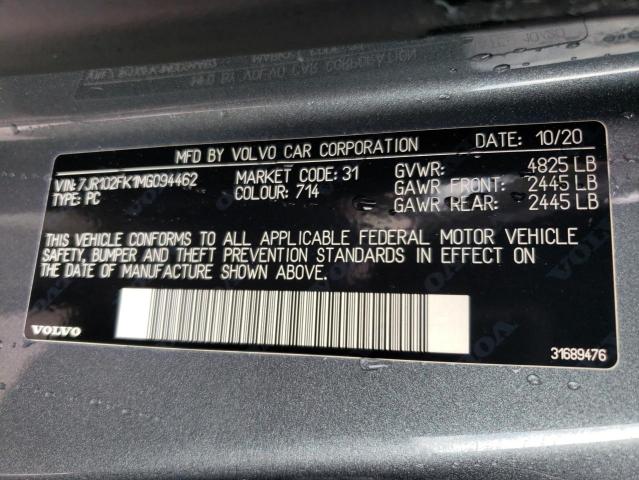 MFD BY VOLVO CAR CORPORATION DATE: 10/20
VIN: 7JR102FK1MG094462 MARKET CODE: 31 GVWR: 4825 LB
TYPE: PC COLOUR: 714 GAWR FRONT: 2445 LB
GAWR REAR: 2445 LB
THIS VEHICLE CONFORMS TO ALL APPLICABLE FEDERAL MOTOR VEHICLE
SAFETY, BUMPER AND THEFT PREVENTION STANDARDS IN EFFECT ON
THE DATE OF MANUFACTURE SHOWN ABOVE.
VOLVO 31689476